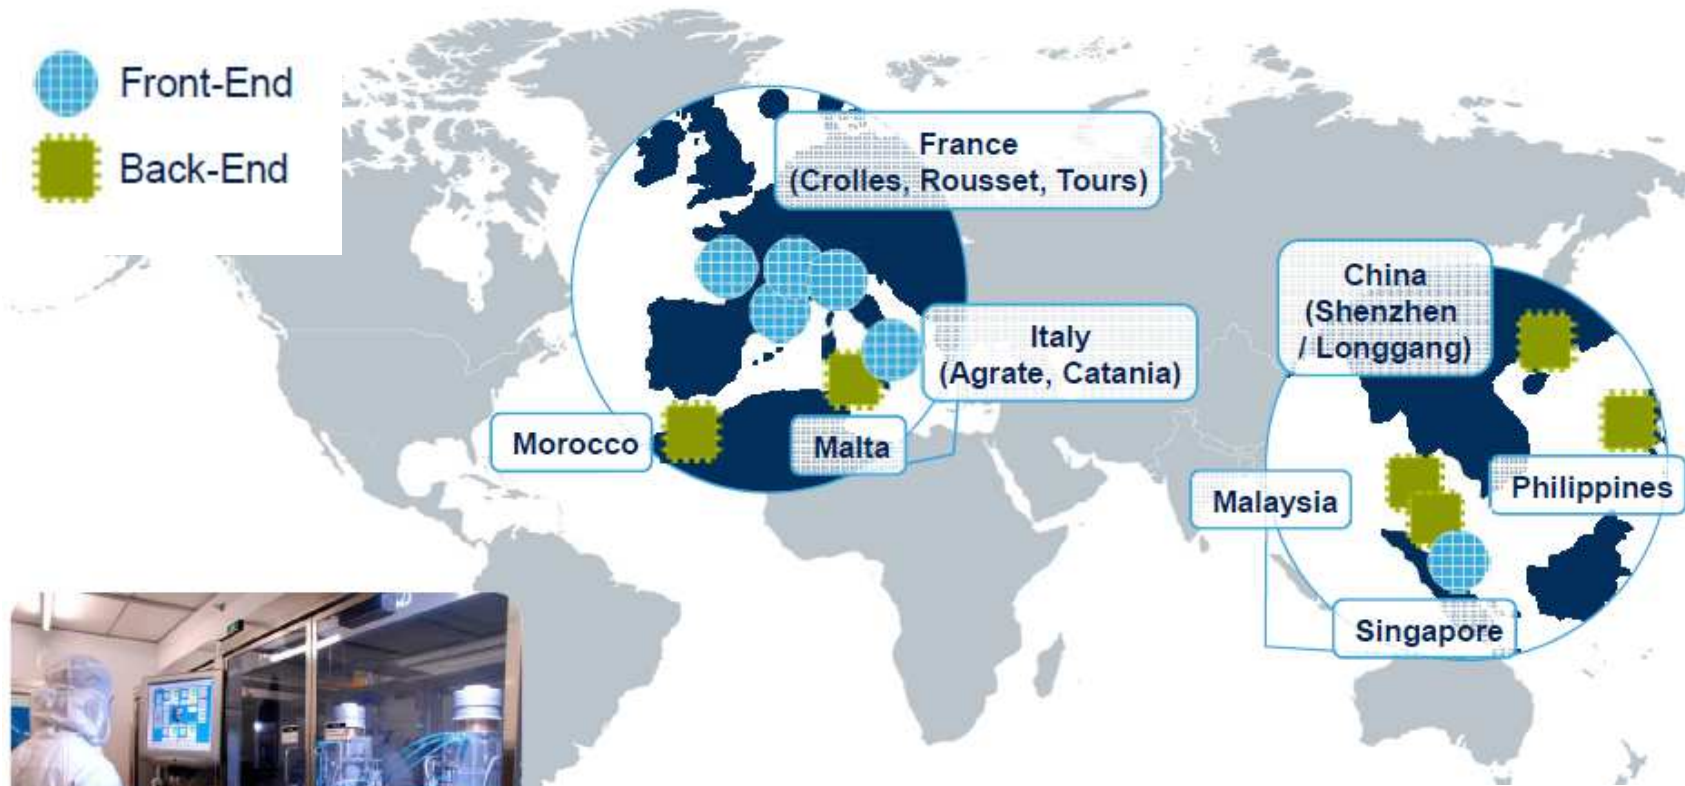 Front-End
Back-End
France
(Crolles, Rousset, Tours)
Italy
(Agrate, Catania)
Morocco
Malta
China
(Shenzhen
/ Longgang)
Malaysia
Philippines
Singapore